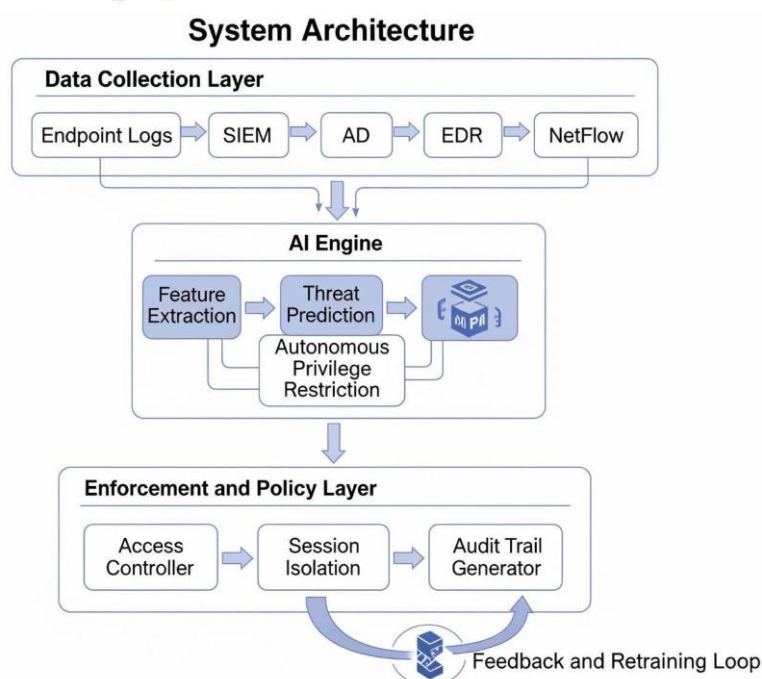 System Architecture
Data Collection Layer
Endpoint Logs
SIEM
AD
EDR
NetFlow
AI Engine
Feature
Extraction
Threat
Prediction
Autonomous
Privilege
Restriction
Enforcement and Policy Layer
Access
Controller
Session
Isolation
Audit Trail
Generator
Feedback and Retraining Loop